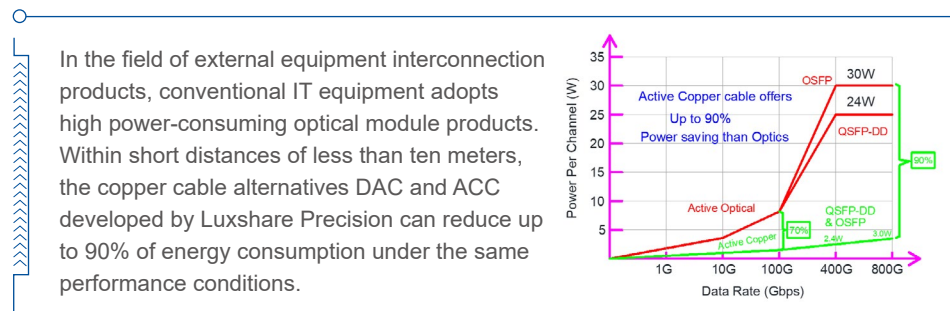 In the field of external equipment interconnection
products, conventional IT equipment adopts
high power-consuming optical module products.
Within short distances of less than ten meters,
the copper cable alternatives DAC and ACC
developed by Luxshare Precision can reduce up
to 90% of energy consumption under the same
performance conditions.
Power Per Channel (W)
35
30
25
20
15
10
5
Active Copper cable offers
Up to 90%
Power saving than Optics
OSFP
30W
24W
QSFP-DD
90%
Active Optical
Active Copper
70%
QSFP-DD
& OSFP
2.4W
3.0W
1G 10G 100G 400G 800G
Data Rate (Gbps)